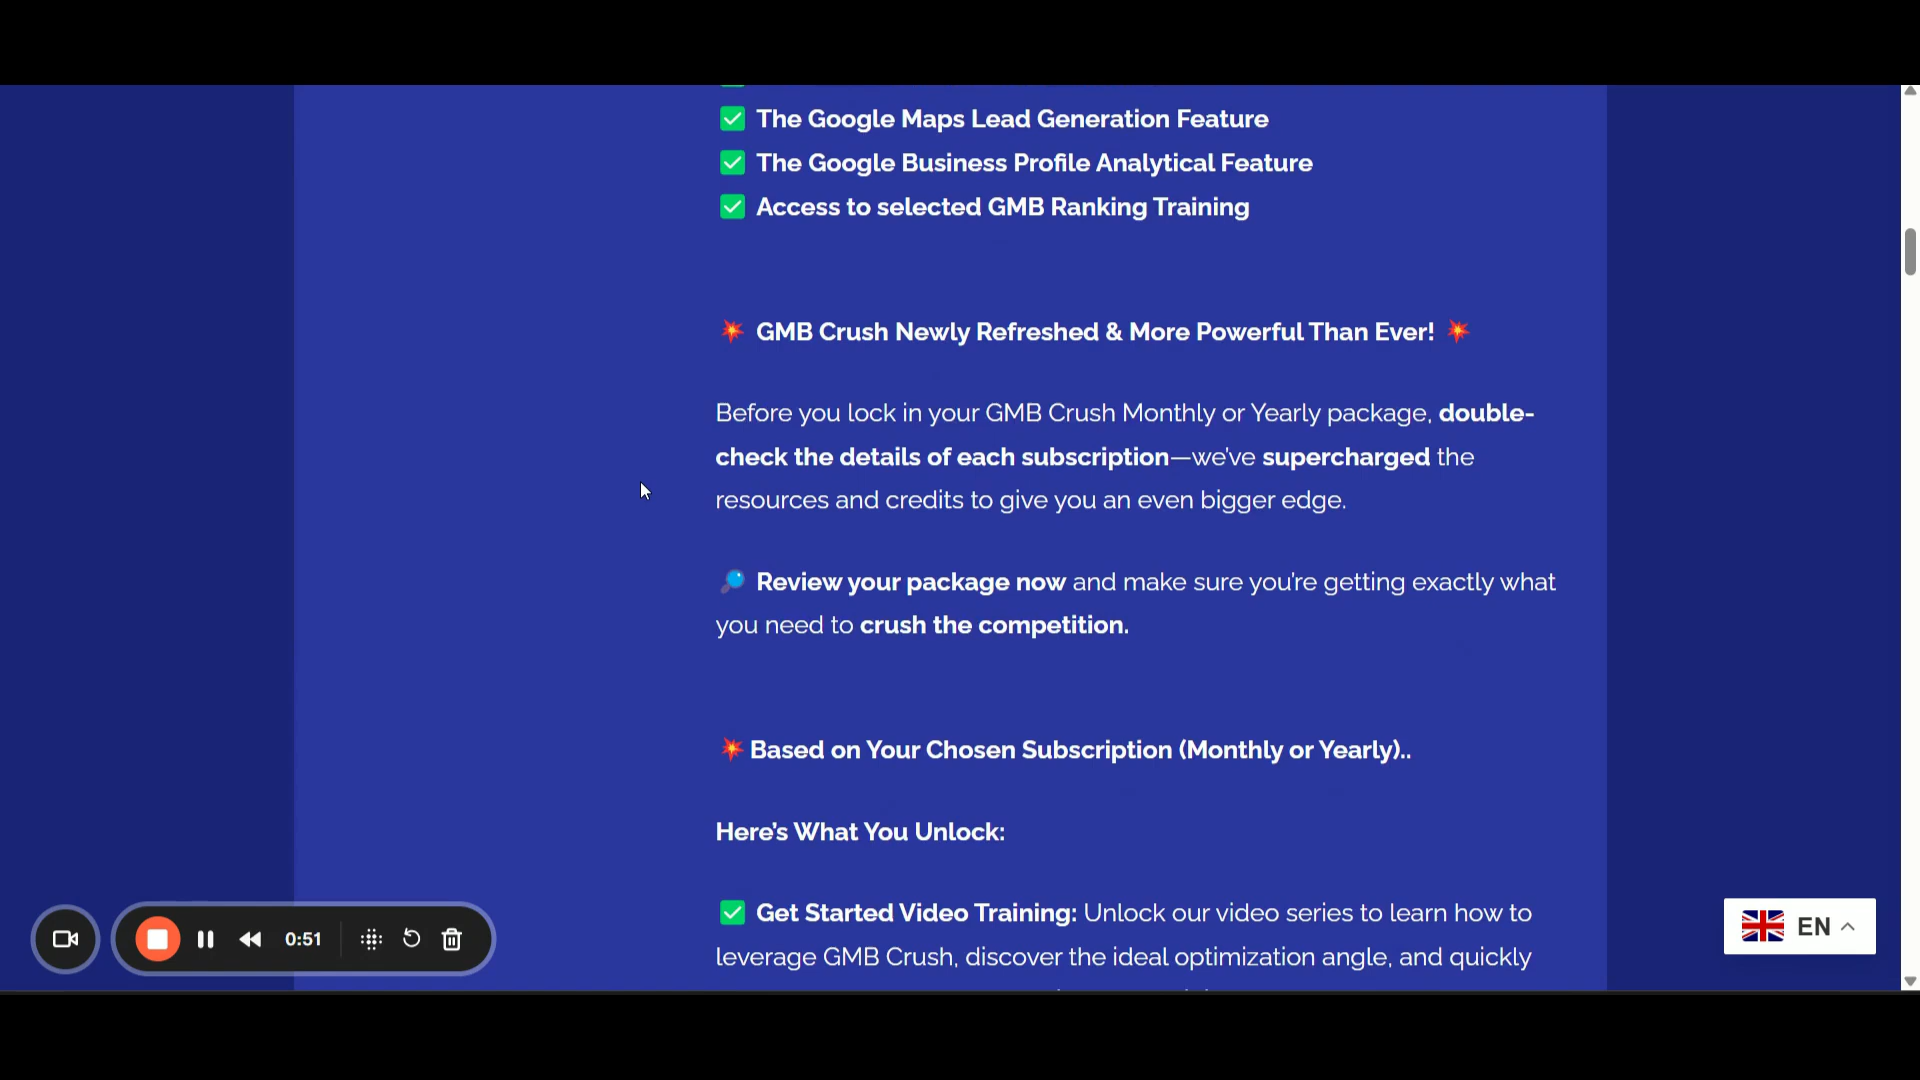 The Google Maps Lead Generation Feature
The Google Business Profile Analytical Feature
Access to selected GMB Ranking Training
GMB Crush Newly Refreshed & More Powerful Than Ever!
Before you lock in your GMB Crush Monthly or Yearly package, double-
check the details of each subscription—we've supercharged the
resources and credits to give you an even bigger edge.
Review your package now and make sure you're getting exactly what
you need to crush the competition.
Based on Your Chosen Subscription (Monthly or Yearly)..
Here's What You Unlock:
Get Started Video Training: Unlock our video series to learn how to
leverage GMB Crush, discover the ideal optimization angle, and quickly
0:51
EN